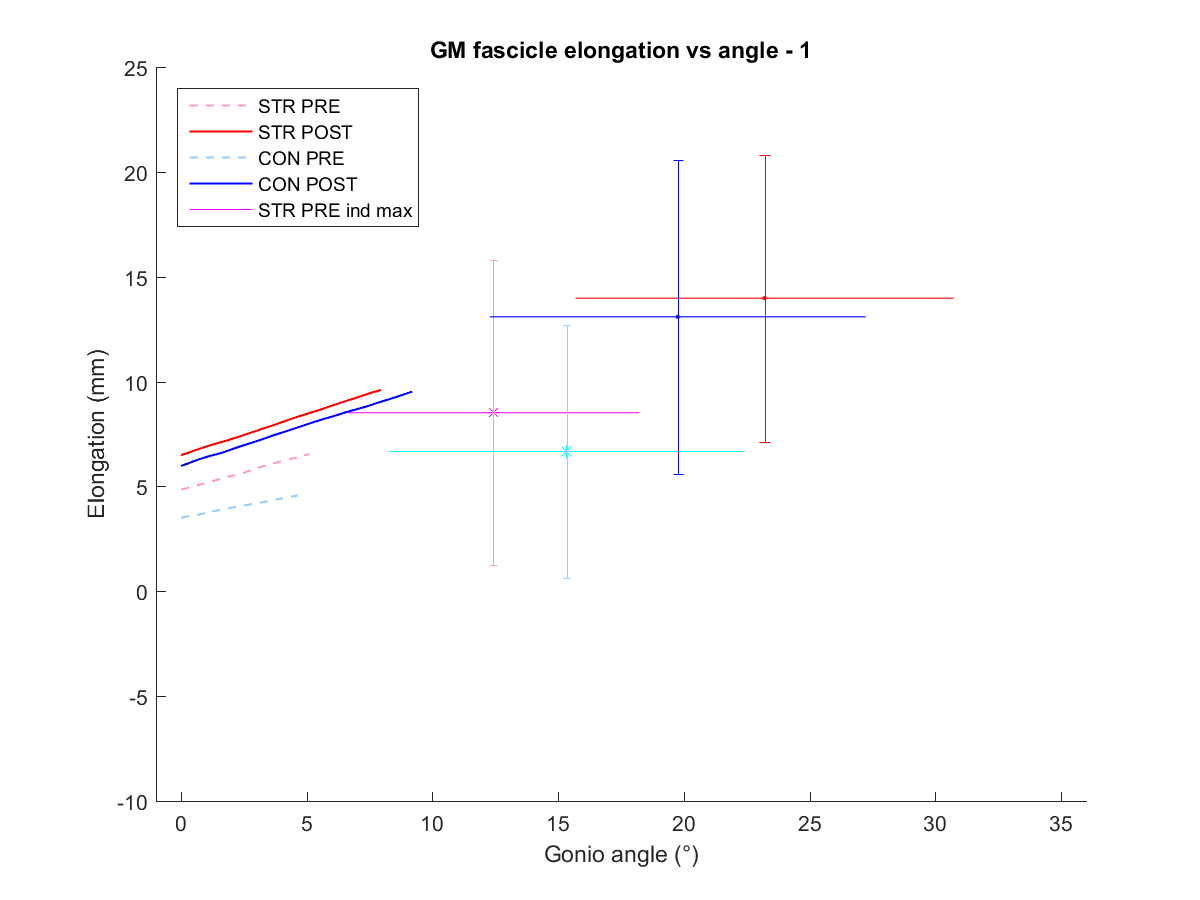 GM fascicle elongation vs angle - 1
25
20
15
10
5
0
-5
-10
Elongation (mm)
STR PRE
STR POST
CON PRE
CON POST
STR PRE ind max
0 5 10 15 20 25 30 35
Gonio angle (°)